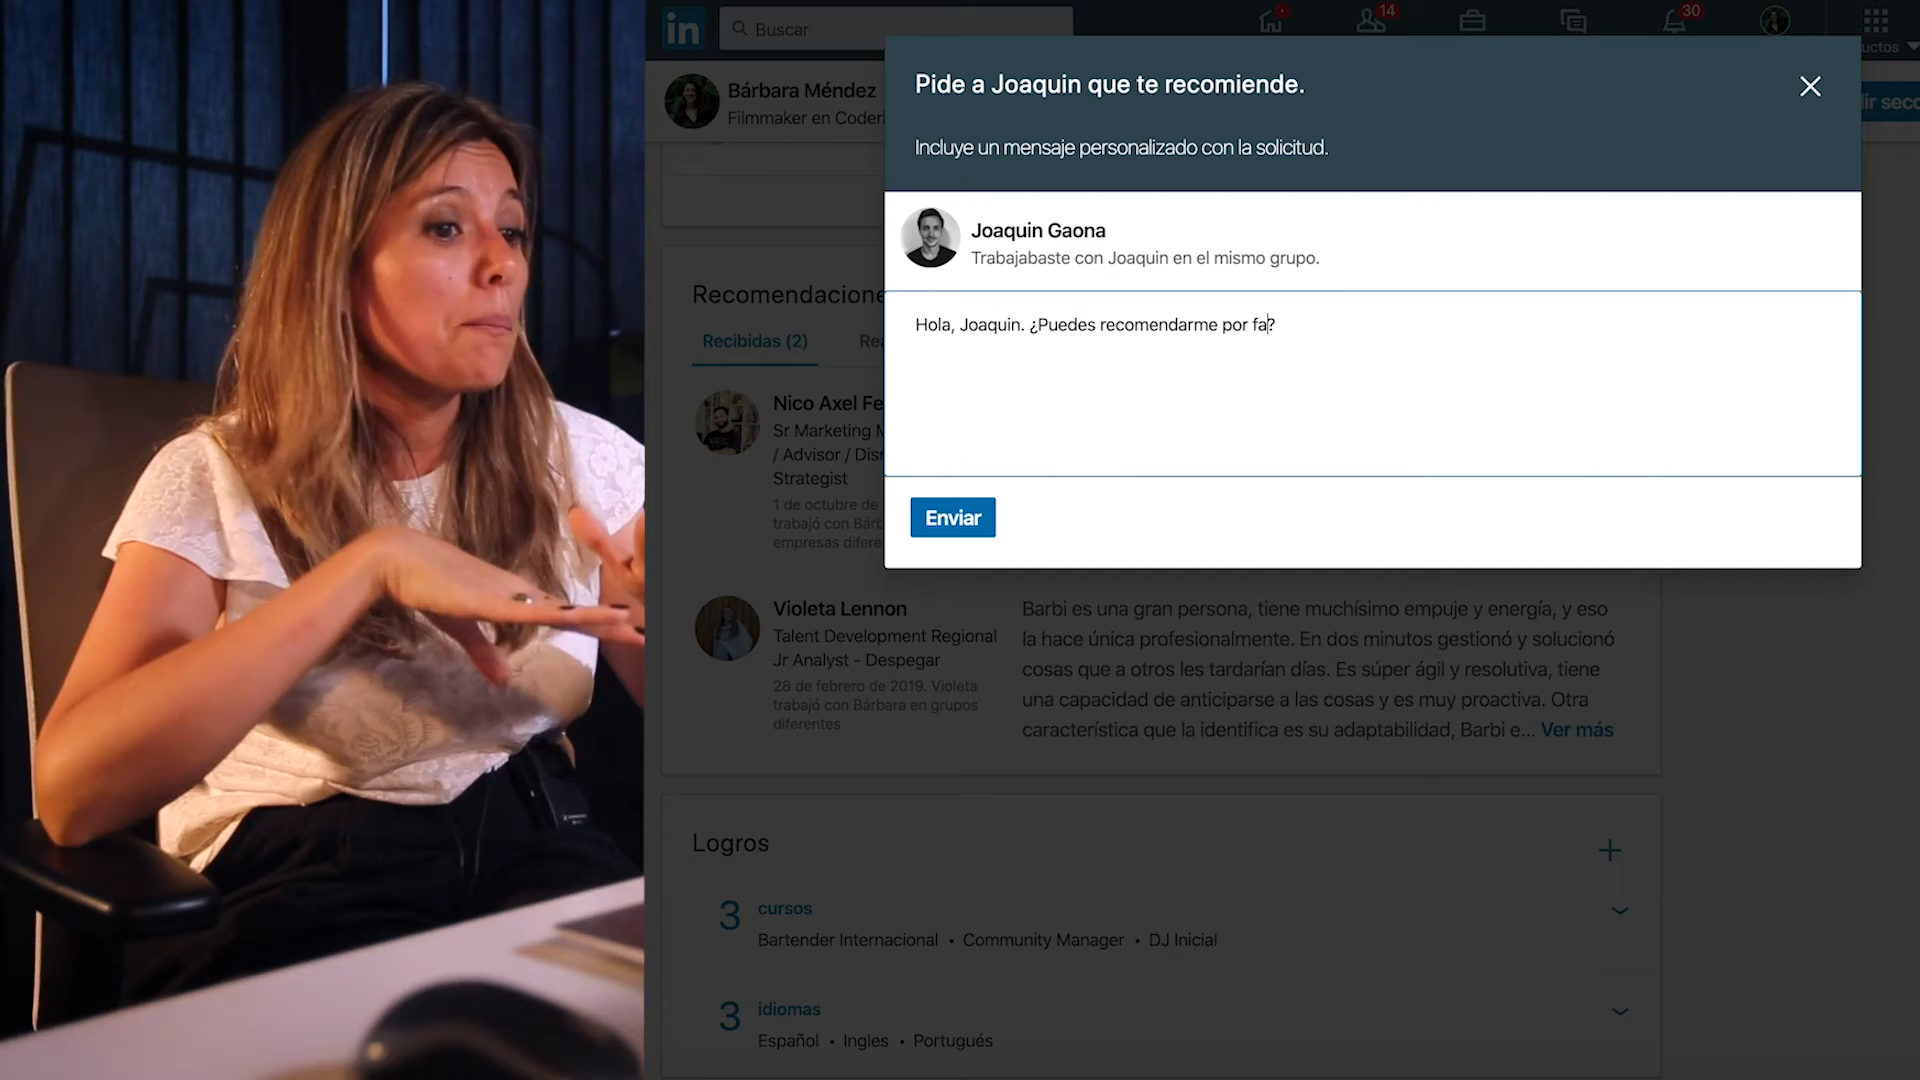 in
Buscar
14
30
uctos
Bárbara Méndez
Filmmaker en Coder
ir secc
Pide a Joaquin que te recomiende.
Incluye un mensaje personalizado con la solicitud.
Joaquin Gaona
Trabajabaste con Joaquin en el mismo grupo.
Hola, Joaquin. ¿Puedes recomendarme por fa?
Enviar
Recomendacione
Recibidas (2)
Rea
Nico Axel Fe
Sr Marketing M
/ Advisor / Disr
Strategist
1 de octubre de
trabajó con Bárb
empresas difere
Violeta Lennon
Talent Development Regional
Jr Analyst - Despegar
28 de febrero de 2019. Violeta
trabajó con Bárbara en grupos
diferentes
Barbi es una gran persona, tiene muchísimo empuje y energía, y eso
la hace única profesionalmente. En dos minutos gestionó y solucionó
cosas que a otros les tardarían días. Es súper ágil y resolutiva, tiene
una capacidad de anticiparse a las cosas y es muy proactiva. Otra
característica que la identifica es su adaptabilidad, Barbi e... Ver más
Logros
3 cursos
Bartender Internacional • Community Manager • DJ Inicial
3 idiomas
Español • Ingles • Portugués